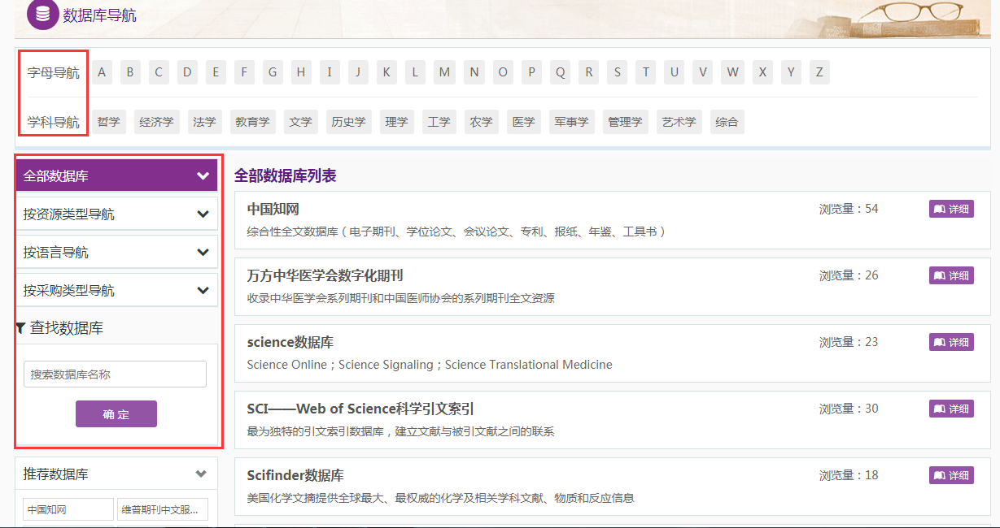 数据库导航
字母导航 A B C D E F G H I J K L M N O P Q R S T U V W X Y Z
学科导航 哲学 经济学 法学 教育学 文学 历史学 理学 工学 农学 医学 军事学 管理学 艺术学 综合
全部数据库
按资源类型导航
按语言导航
按采购类型导航
查找数据库
搜索数据库名称
确 定
推荐数据库
中国知网 维普期刊中文服...
全部数据库列表
中国知网 浏览量：54 详细
综合性全文数据库（电子期刊、学位论文、会议论文、专利、报纸、年鉴、工具书）
万方中华医学会数字化期刊 浏览量：26 详细
收录中华医学会系列期刊和中国医师协会的系列期刊全文资源
science数据库 浏览量：23 详细
Science Online；Science Signaling；Science Translational Medicine
SCI——Web of Science科学引文索引 浏览量：30 详细
最为独特的引文索引数据库，建立文献与被引文献之间的联系
Scifinder数据库 浏览量：18 详细
美国化学文摘提供全球最大、最权威的化学及相关学科文献、物质和反应信息